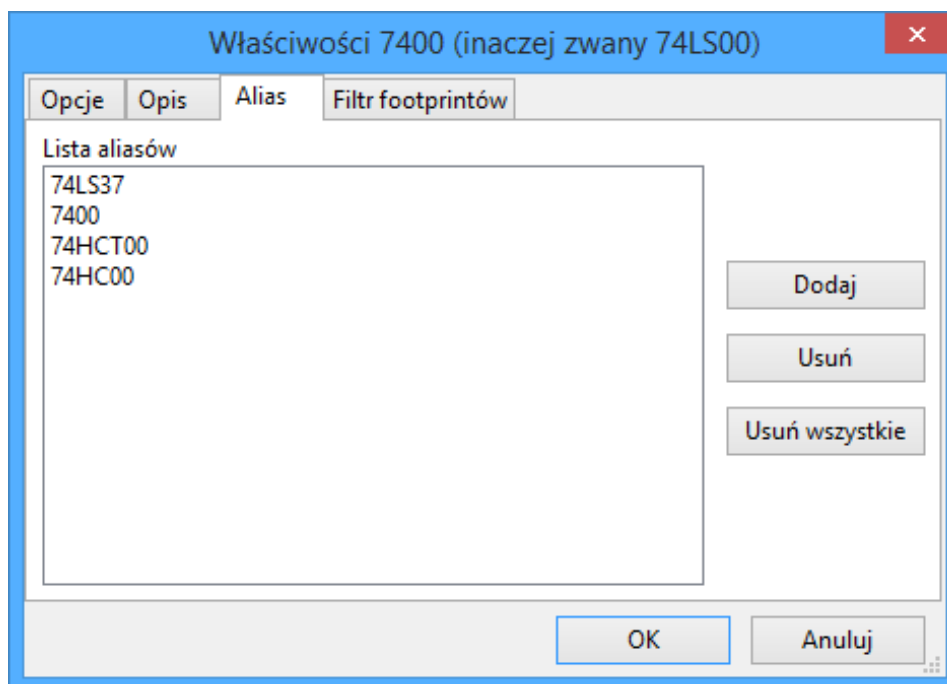 Właściwości 7400 (inaczej zwany 74LS00)
Opcje Opis Alias Filtr footprintów
Lista aliasów
74LS37
7400
74HCT00
74HC00
Dodaj
Usuń
Usuń wszystkie
OK Anuluj